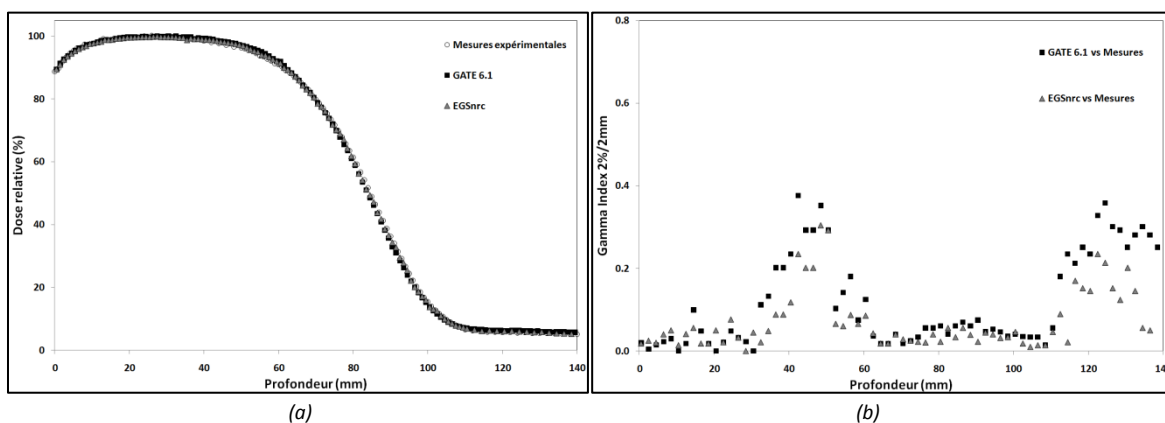 100
80
60
40
20
0
Dose relative (%)
Mesures expérimentales
GATE 6.1
EGSnrc
0 20 40 60 80 100 120 140
Profondeur (mm)
(a)
0.8
0.6
0.4
0.2
0.0
Gamma Index 2%/2mm
GATE 6.1 vs Mesures
EGSnrc vs Mesures
0 20 40 60 80 100 120 140
Profondeur (mm)
(b)